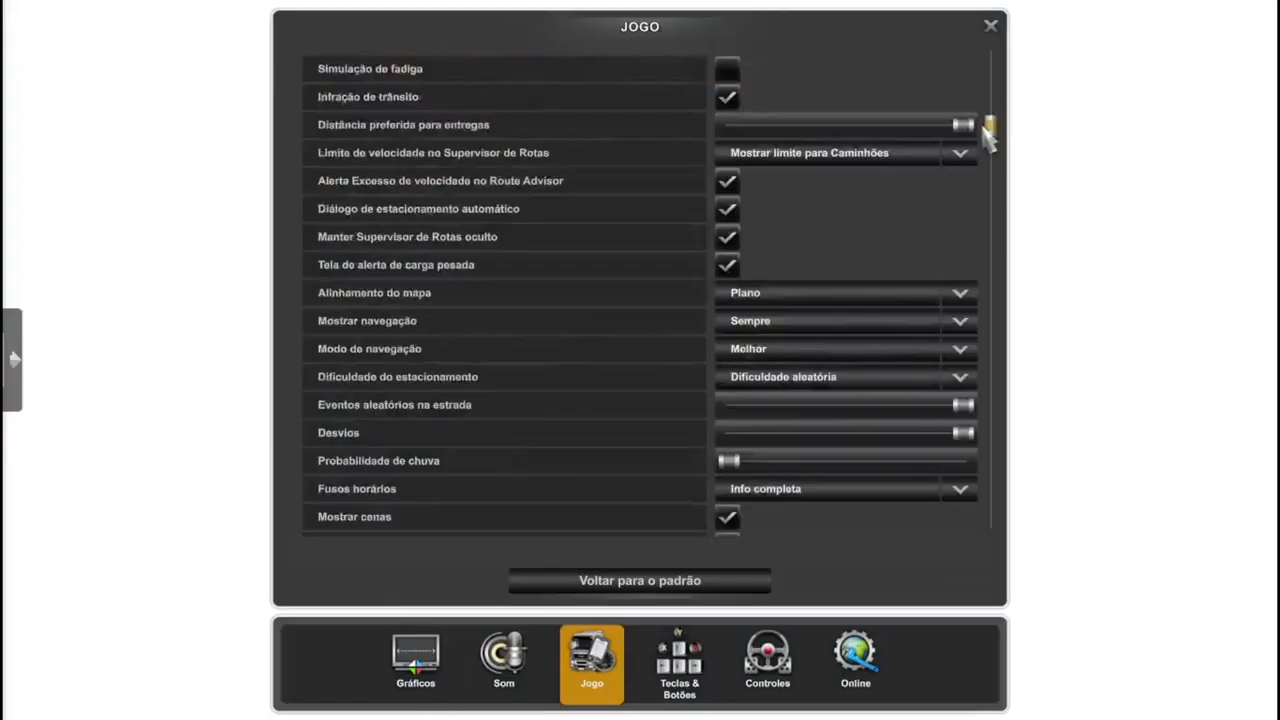 JOGO
Simulação de fadiga
Infração de trânsito
Distância preferida para entregas
Limite de velocidade no Supervisor de Rotas
Mostrar limite para Caminhões
Alerta Excesso de velocidade no Route Advisor
Diálogo de estacionamento automático
Manter Supervisor de Rotas oculto
Tela de alerta de carga pesada
Alinhamento do mapa
Plano
Mostrar navegação
Sempre
Modo de navegação
Melhor
Dificuldade do estacionamento
Dificuldade aleatória
Eventos aleatórios na estrada
Desvios
Probabilidade de chuva
Fusos horários
Info completa
Mostrar cenas
Voltar para o padrão
Gráficos
Som
Jogo
Teclas &
Botões
Controles
Online